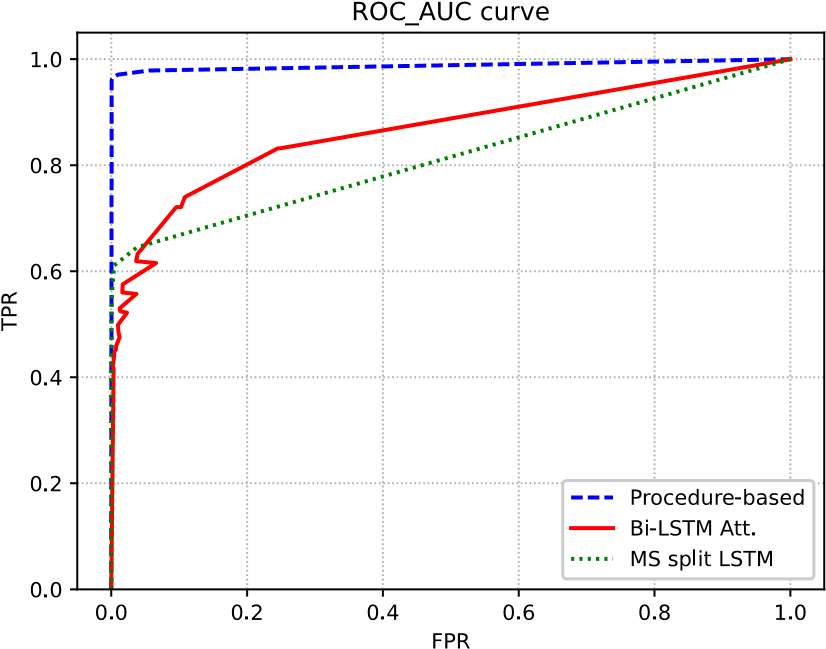 ROC_AUC curve
1.0
0.8
0.6
0.4
0.2
0.0
TPR
0.0 0.2 0.4 0.6 0.8 1.0
FPR
Procedure-based
Bi-LSTM Att.
MS split LSTM